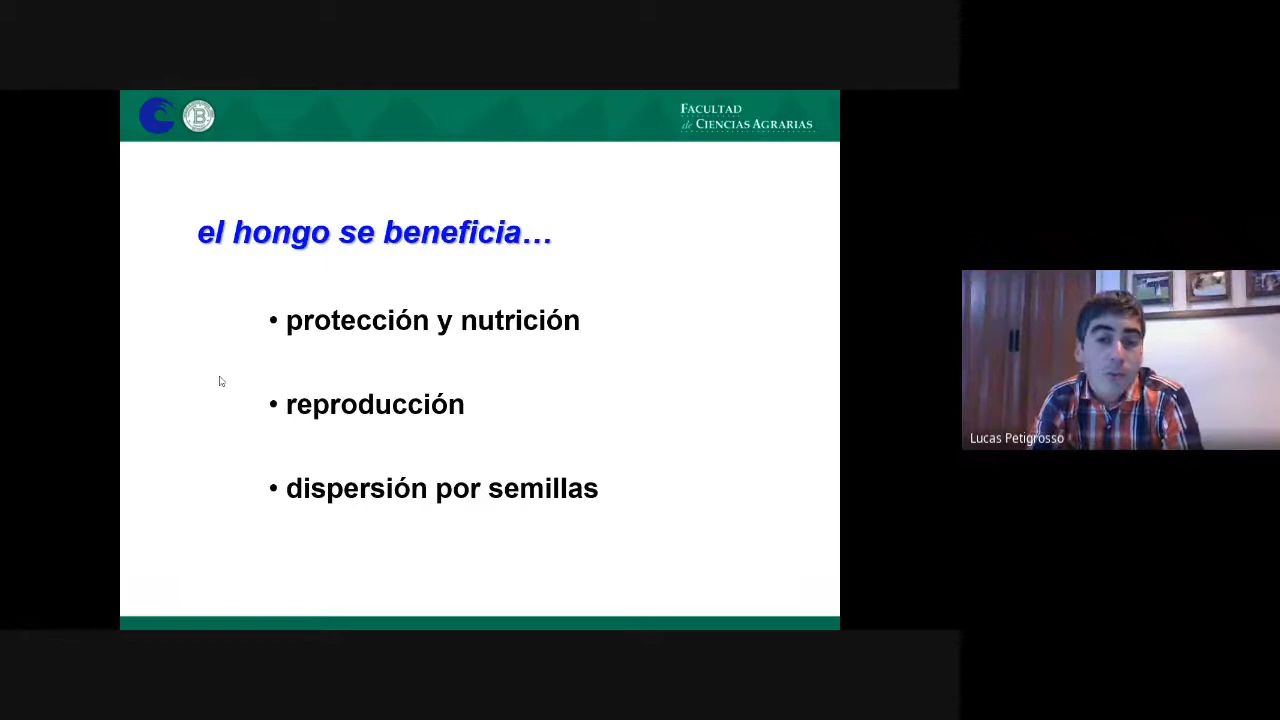 FACULTAD
de CIENCIAS AGRARIAS
el hongo se beneficia…
• protección y nutrición
• reproducción
• dispersión por semillas
Lucas Petigrosso